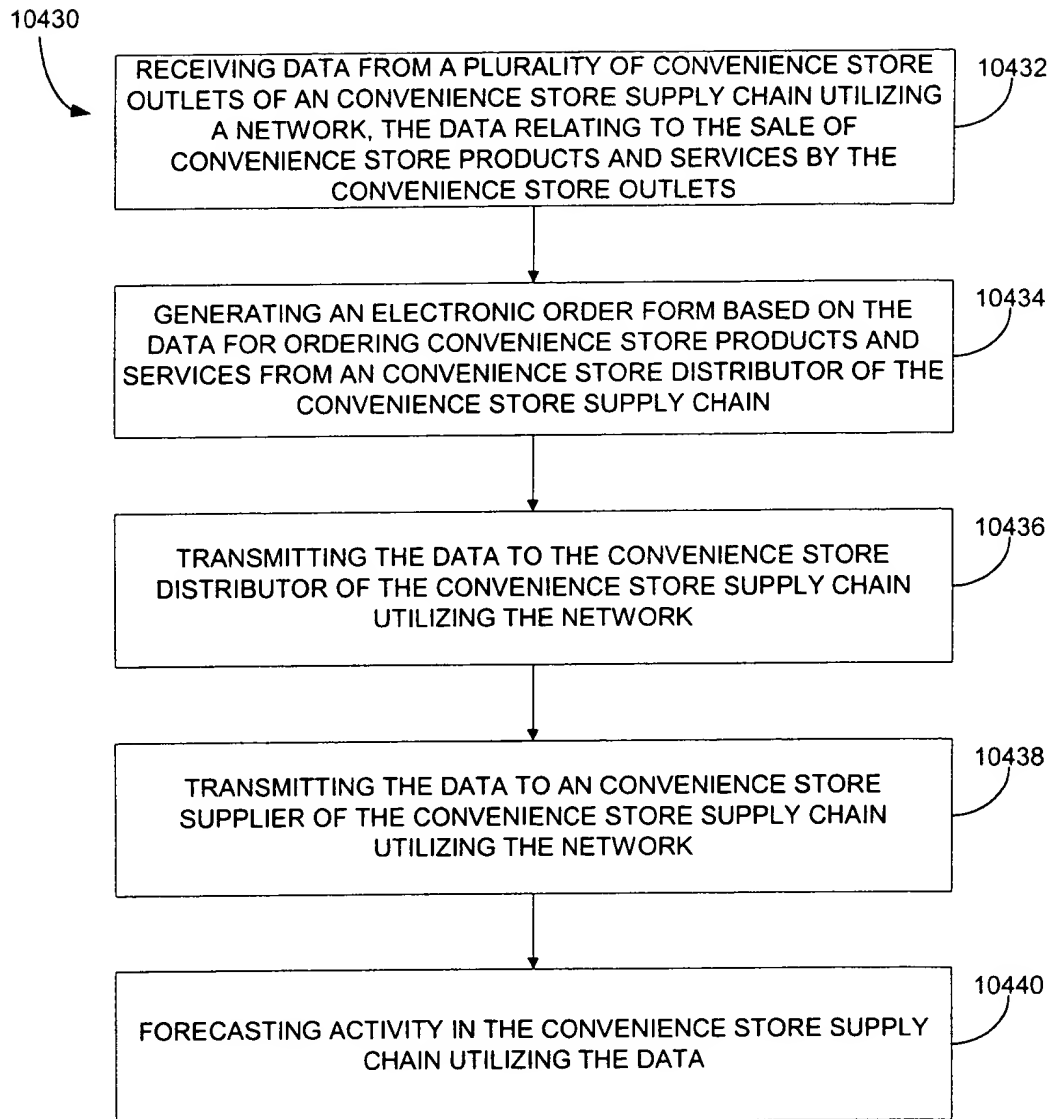 10430
RECEIVING DATA FROM A PLURALITY OF CONVENIENCE STORE
OUTLETS OF AN CONVENIENCE STORE SUPPLY CHAIN UTILIZING
A NETWORK, THE DATA RELATING TO THE SALE OF
CONVENIENCE STORE PRODUCTS AND SERVICES BY THE
CONVENIENCE STORE OUTLETS
10432
GENERATING AN ELECTRONIC ORDER FORM BASED ON THE
DATA FOR ORDERING CONVENIENCE STORE PRODUCTS AND
SERVICES FROM AN CONVENIENCE STORE DISTRIBUTOR OF THE
CONVENIENCE STORE SUPPLY CHAIN
10434
TRANSMITTING THE DATA TO THE CONVENIENCE STORE
DISTRIBUTOR OF THE CONVENIENCE STORE SUPPLY CHAIN
UTILIZING THE NETWORK
10436
TRANSMITTING THE DATA TO AN CONVENIENCE STORE
SUPPLIER OF THE CONVENIENCE STORE SUPPLY CHAIN
UTILIZING THE NETWORK
10438
FORECASTING ACTIVITY IN THE CONVENIENCE STORE SUPPLY
CHAIN UTILIZING THE DATA
10440